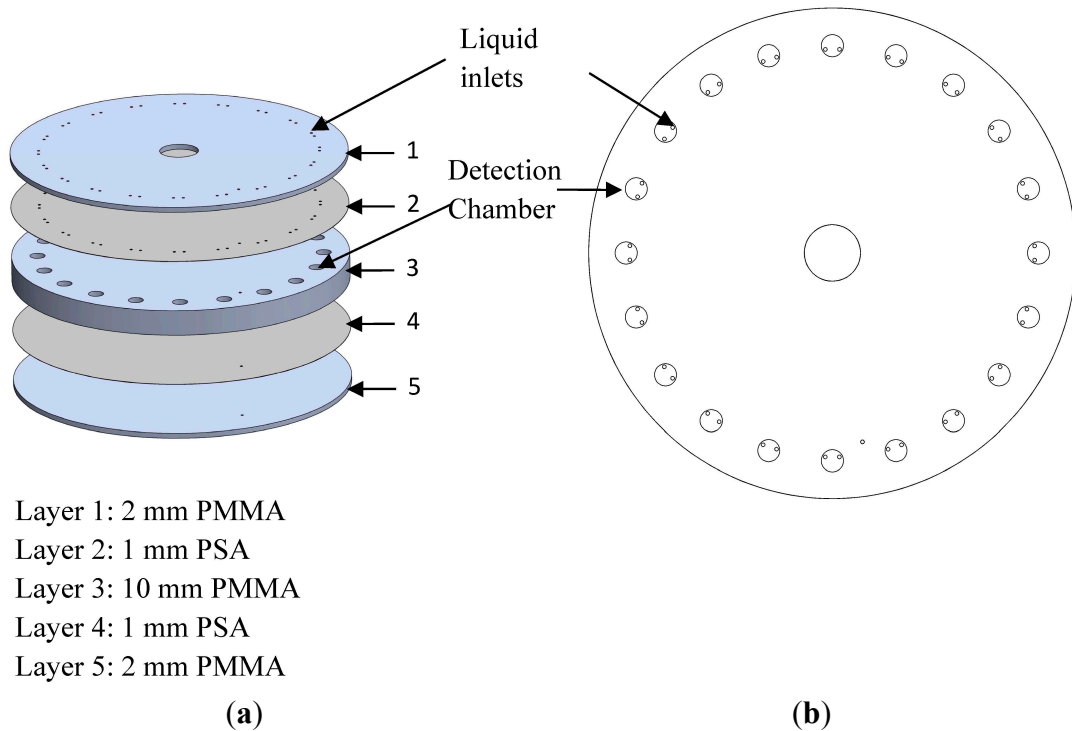 Liquid
inlets
1
Detection
Chamber
2
3
4
5
Layer 1: 2 mm PMMA
Layer 2: 1 mm PSA
Layer 3: 10 mm PMMA
Layer 4: 1 mm PSA
Layer 5: 2 mm PMMA
(a)
(b)